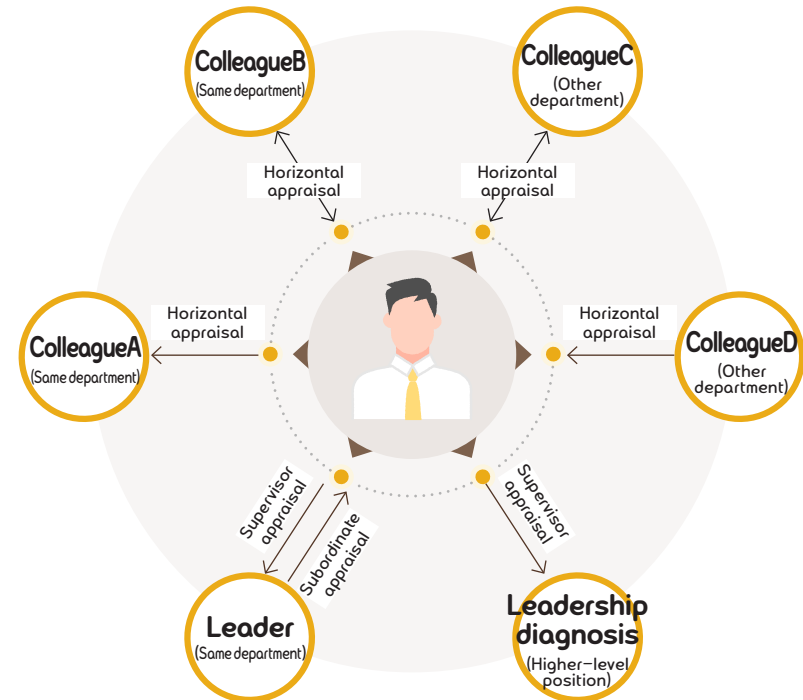 ColleagueB
(Same department)
ColleagueC
(Other
department)
Horizontal
appraisal
Horizontal
appraisal
Horizontal
appraisal
Horizontal
appraisal
ColleagueA
(Same department)
ColleagueD
(Other
department)
Supervisor
appraisal
Subordinate
appraisal
Supervisor
appraisal
Leader
(Same department)
Leadership
diagnosis
(Higher-level
position)